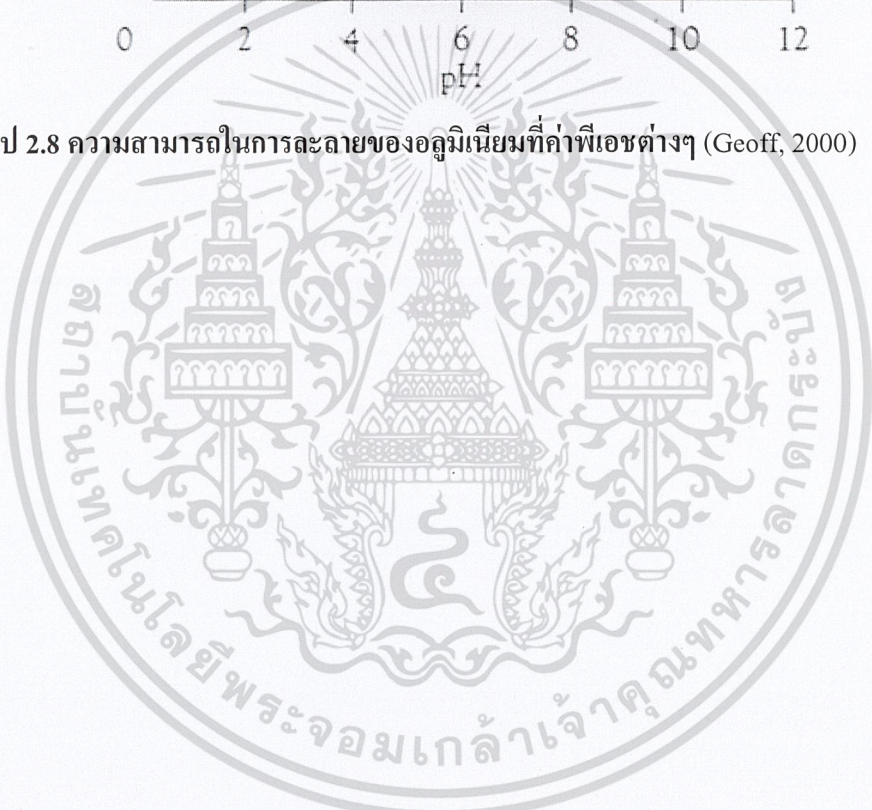 0 2 4 6 8 10 12
pH
ป 2.8 ความสามารถในการละลายของอลูมิเนียมที่ค่าพีเอชต่างๆ (Geoff, 2000)
สถาบันเทคโนโลยีพระจอมเกล้าเจ้าคุณทหารลาดกระบัง